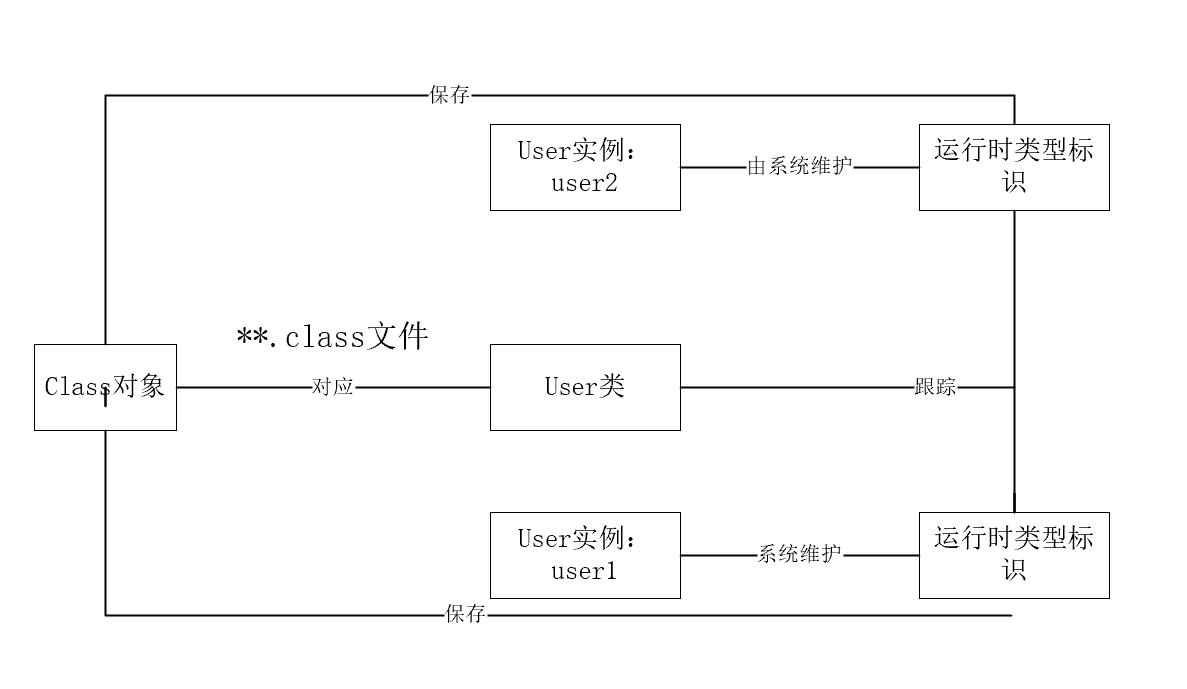 保存
User实例：
user2
由系统维护
运行时类型标
识
**.class文件
Class对象
对应
User类
跟踪
User实例：
user1
系统维护
运行时类型标
识
保存